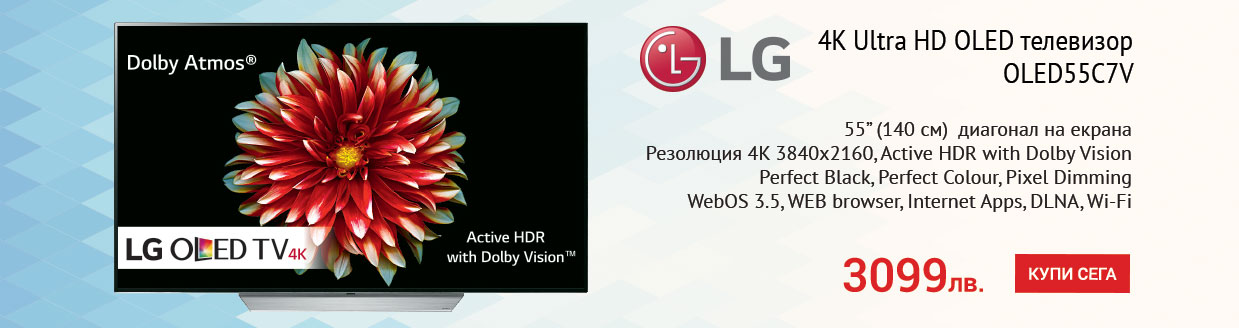 Dolby Atmos®
LG OLED TV 4K
Active HDR
with Dolby Vision™
LG
4K Ultra HD OLED телевизор
OLED55C7V
55” (140 см) диагонал на екрана
Резолюция 4K 3840x2160, Active HDR with Dolby Vision
Perfect Black, Perfect Colour, Pixel Dimming
WebOS 3.5, WEB browser, Internet Apps, DLNA, Wi-Fi
3099лв.
КУПИ СЕГА